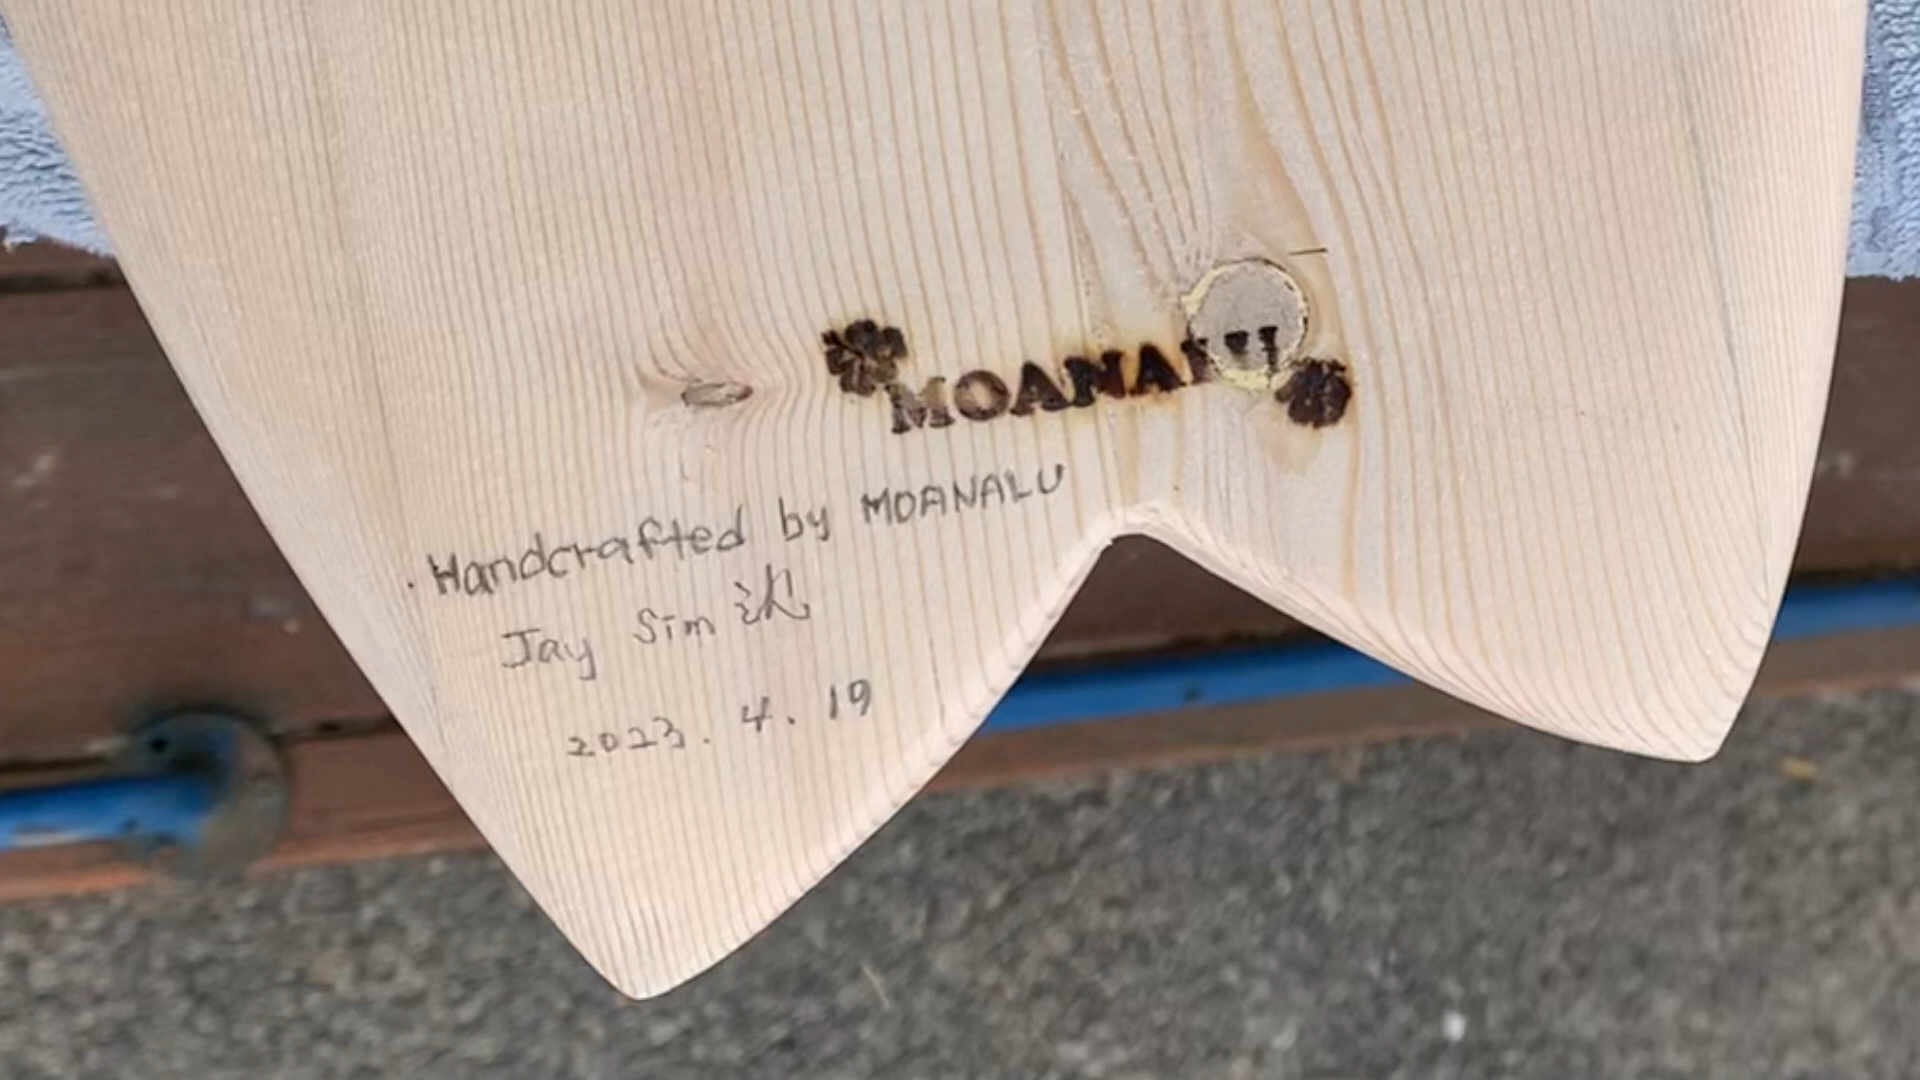 MOANALU
Handcrafted by MOANALU
Jay Sim 沈
2023. 4. 19